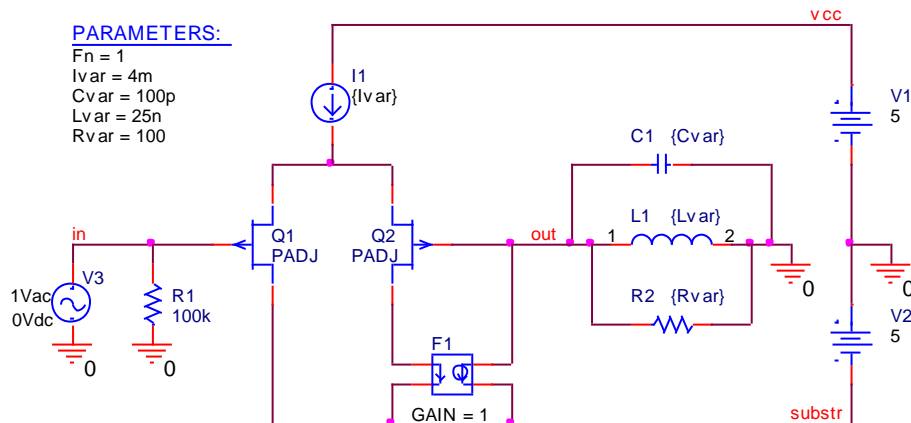 PARAMETERS:
Fn = 1
Ivar = 4m
Cvar = 100p
Lvar = 25n
Rvar = 100
vcc
I1
{Ivar}
V1
5
C1 {Cvar}
L1 {Lvar}
in
Q1
PADJ
Q2
PADJ
out
1
2
0
V3
1Vac
0Vdc
0
R1
100k
0
R2 {Rvar}
V2
5
F1
GAIN = 1
0
substr